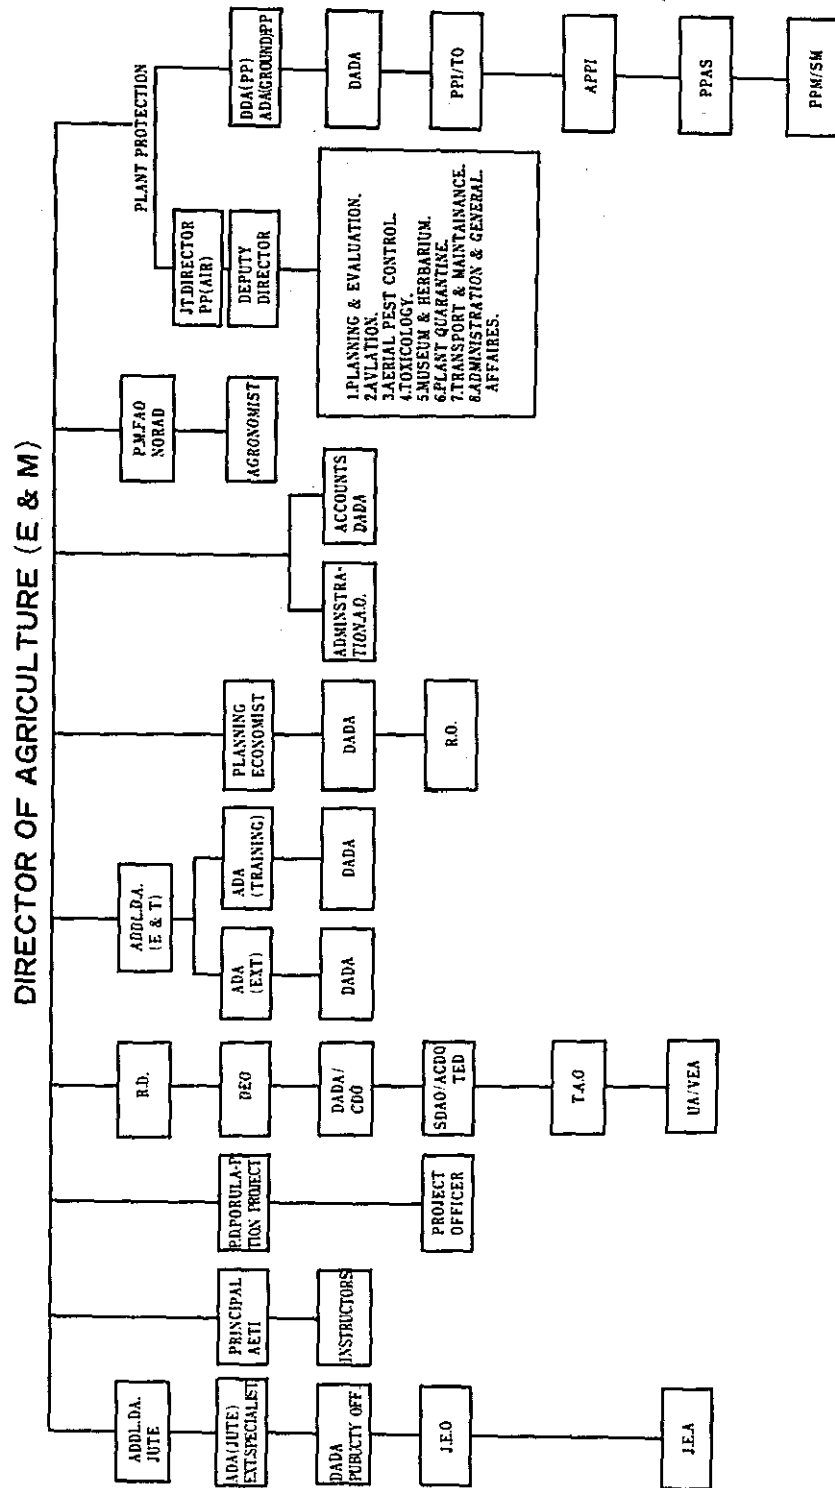 DIRECTOR OF AGRICULTURE (E & M)
ADDL.DA.
JUTE
ADA(JUTE)
EXT.SPECIALIST
DADA
PUBUCTY OFF.
J.E.O
J.E.A
PRINCIPAL
AETI
INSTRUCTORS
P.D.PORULA-P
TION PROJECT
PROJECT
OFFICER
R.D.
DEO
DADA/
CDO
SDAO/ACDO
TED
T.A.O
UA/VEA
ADDL.D.A.
(E & T)
ADA
(EXT)
DADA
ADA
(TRAINING)
DADA
PLANNING
ECONOMIST
DADA
R.O.
ADMINSTRA-
TION.A.O.
ACCOUNTS
DADA
P.M.FAO
NORAD
AGRONOMIST
PLANT PROTECTION
JT.DIRECTOR
PP(AIR)
DEPUTY
DIRECTOR
1.PLANNING & EVALUATION.
2.AVLATION.
3.AERIAL PEST CONTROL.
4.TOXICOLOGY.
5.MUSEUM & HERBARIUM.
6.PLANT QUARANTINE.
7.TRANSPORT & MAINTAINANCE.
8.ADMINISTRATION & GENERAL.
AFFAIRES.
DDA(PP)
ADA(GROUND)PP
DADA
PPI/TO
APPI
PPAS
PPM/SM